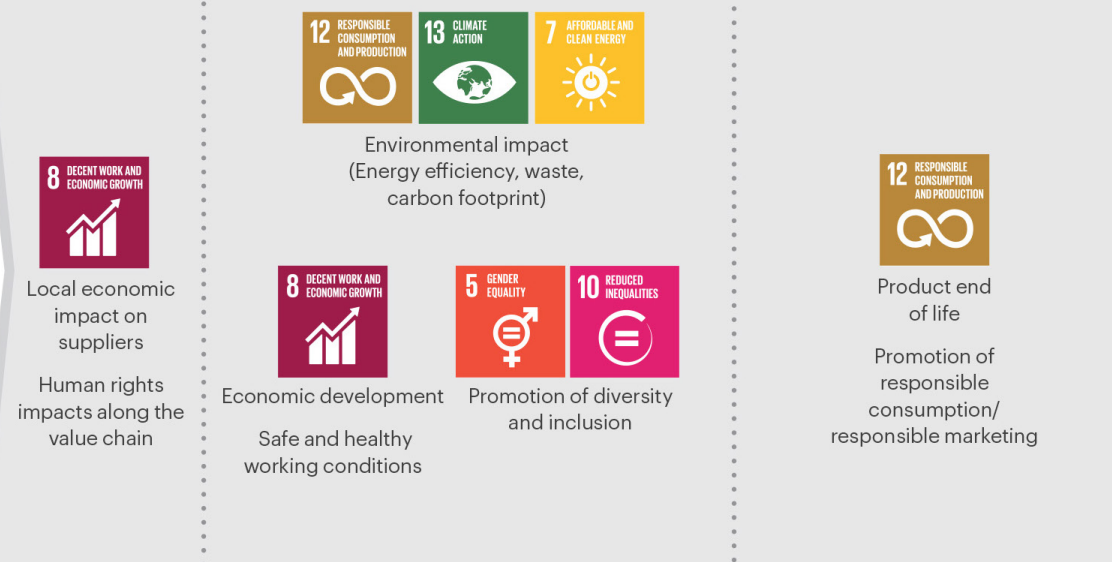 8 DECENT WORK AND
ECONOMIC GROWTH
Local economic
impact on
suppliers
Human rights
impacts along the
value chain
12 RESPONSIBLE
CONSUMPTION
AND PRODUCTION
13 CLIMATE
ACTION
7 AFFORDABLE AND
CLEAN ENERGY
Environmental impact
(Energy efficiency, waste,
carbon footprint)
8 DECENT WORK AND
ECONOMIC GROWTH
Economic development
Safe and healthy
working conditions
5 GENDER
EQUALITY
10 REDUCED
INEQUALITIES
Promotion of diversity
and inclusion
12 RESPONSIBLE
CONSUMPTION
AND PRODUCTION
Product end
of life
Promotion of
responsible
consumption/
responsible marketing